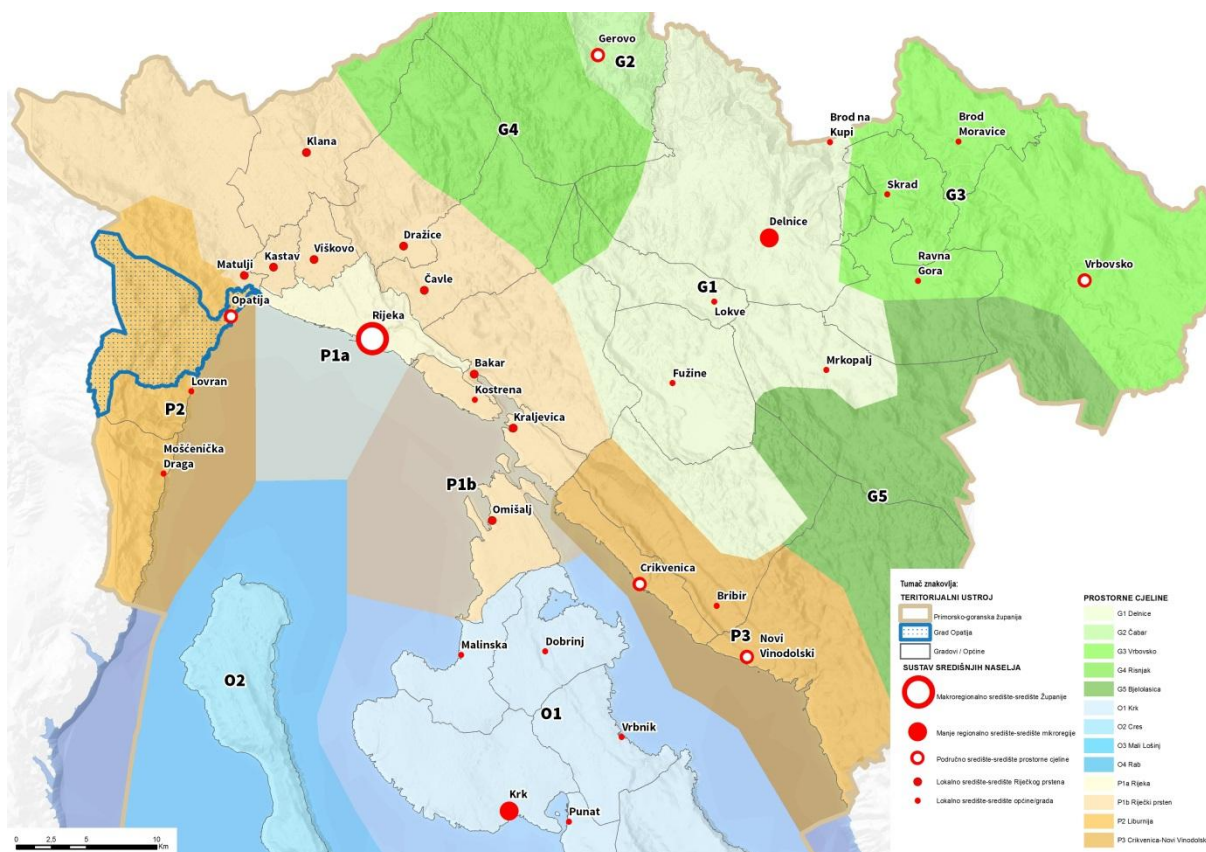 Gerovo
G2
G4
Brod na
Kupi
Brod
Moravice
Klana
Skrad
G3
Delnice
Dražice
Viškovo
Kastav
Matulji
Ravna
Gora
Vrbovsko
Čavle
G1
Lokve
Opatija
Rijeka
P1a
Bakar
Mrkopalj
Fužine
Lovran
Kostrena
P2
Kraljevica
Mošćenička
Draga
P1b
G5
Omišalj
Crikvenica
Bribir
P3
Novi
Vinodolski
Malinska
Dobrinj
O2
O1
Vrbnik
Krk
Punat
0 2,5 5 10
Km
Tumač znakovlja:
TERITORIJALNI USTROJ
Primorsko-goranska županija
Grad Opatija
Gradovi / Općine
SUSTAV SREDIŠNJIH NASELJA
Makroregionalno središte-središte Županije
Manje regionalno središte-središte mikroregije
Područno središte-središte prostorne cjeline
Lokalno središte-središte Riječkog prstena
Lokalno središte-središte općine/grada
PROSTORNE CJELINE
G1 Delnice
G2 Čabar
G3 Vrbovsko
G4 Risnjak
G5 Bjelolasica
O1 Krk
O2 Cres
O3 Mali Lošinj
O4 Rab
P1a Rijeka
P1b Riječki prsten
P2 Liburnija
P3 Crikvenica-Novi Vinodolski